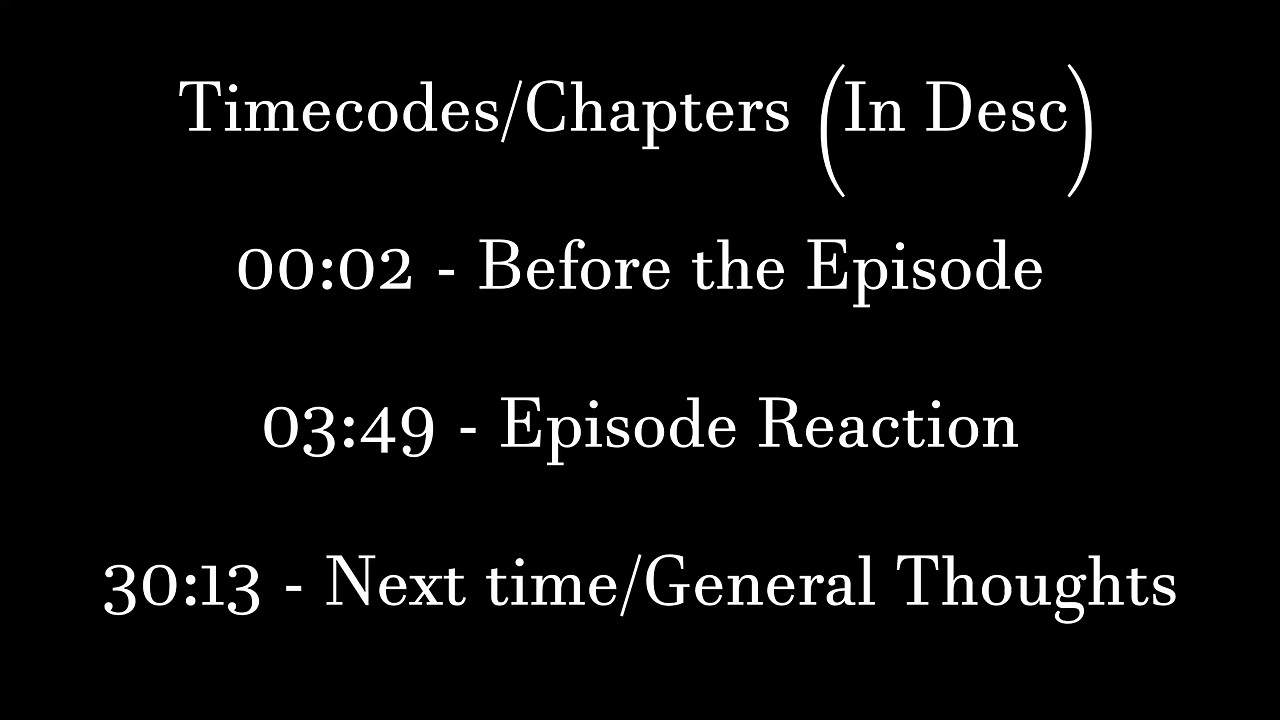 Timecodes/Chapters (In Desc)
00:02 - Before the Episode
03:49 - Episode Reaction
30:13 - Next time/General Thoughts